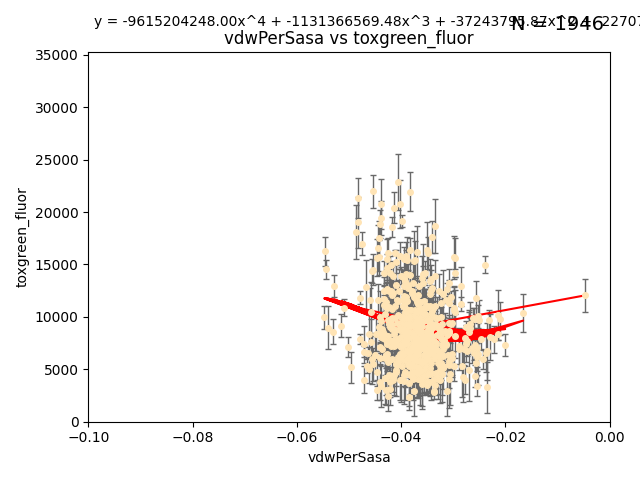 y = -9615204248.00x^4 + -1131366569.48x^3 +
N = 1946
vdwPerSasa vs toxgreen_fluor
35000
30000
25000
20000
15000
10000
5000
0
toxgreen_fluor
−0.10 −0.08 −0.06 −0.04 −0.02 0.00
vdwPerSasa